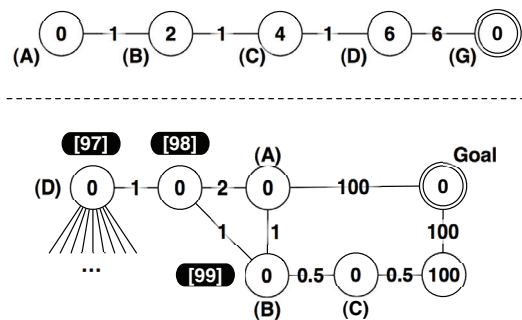 0 1 2 1 4 1 6 6 0
(A) (B) (C) (D) (G)
[97] [98] (A) Goal
(D) 0 1 0 2 0 100 0
...
1 1 100
[99] 0 0.5 0 0.5 100
(B) (C)